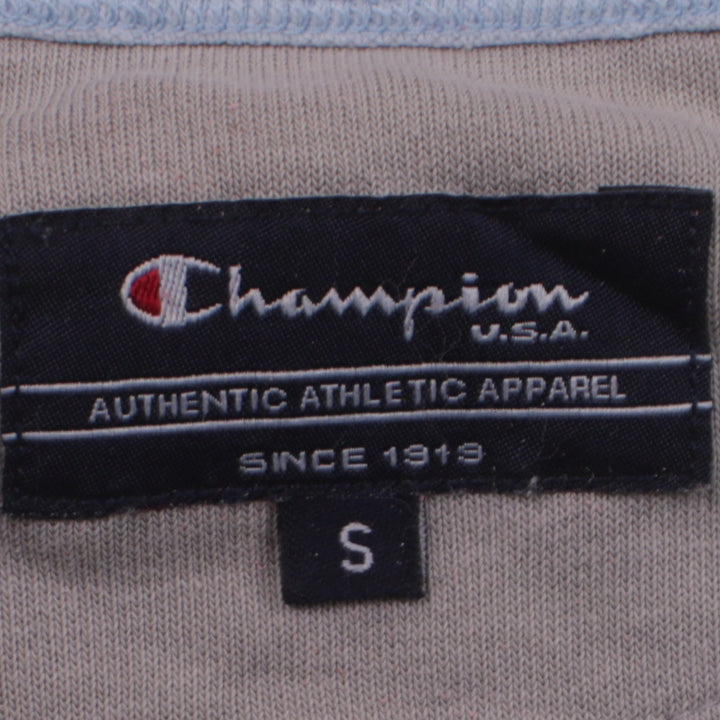 Champion
U.S.A.
AUTHENTIC ATHLETIC APPAREL
SINCE 1919
S